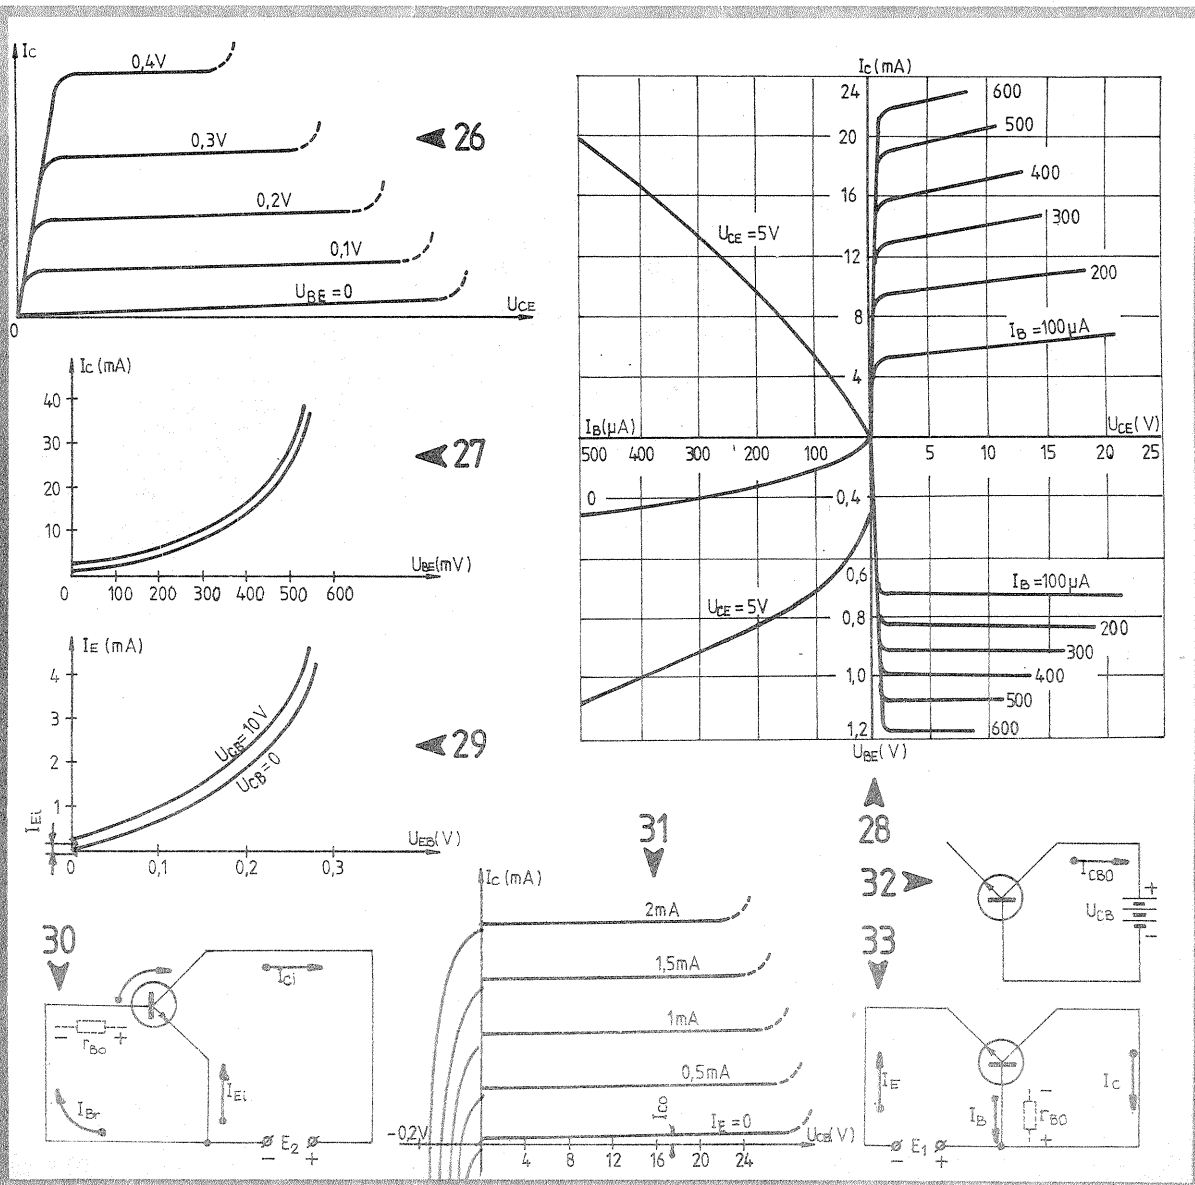 Ic
0,4V
0,3V
0,2V
0,1V
UBE=0
UCE
0
26
Ic (mA)
40
30
20
10
UBE(mV)
0 100 200 300 400 500 600
27
IE (mA)
4
3
2
1
IEi
UCB=10V
UCB=0
UEB(V)
0,1 0,2 0,3
29
Ic (mA)
24
20
16
12
8
4
600
500
400
300
200
IB=100µA
UCE=5V
IB(µA)
500 400 300 200 100
UCE(V)
5 10 15 20 25
0
0,4
0,6
0,8
1,0
1,2
UCE=5V
IB=100µA
200
300
400
500
600
UBE(V)
28
30
ICi
- rBo +
IEi
IBr
E2
- +
31
Ic (mA)
2mA
1,5mA
1mA
0,5mA
ICo
IE=0
-0,2V
UCB(V)
4 8 12 16 20 24
32
ICBO
UCB
+
-
33
IE
IB
-
rBO
+
Ic
E1
- +